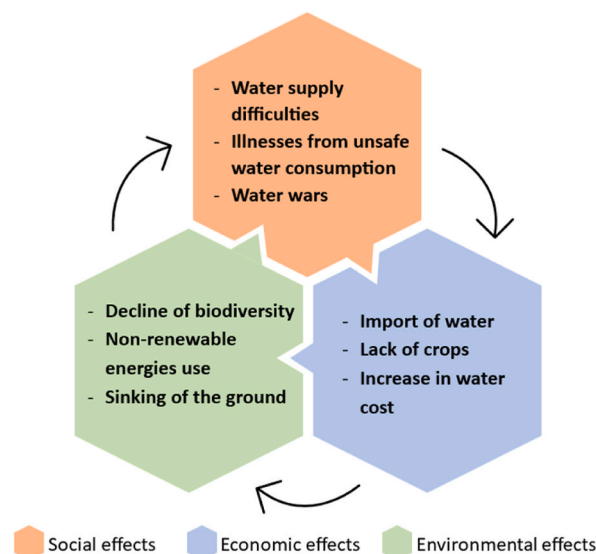 - Water supply
difficulties
- Illnesses from unsafe
water consumption
- Water wars
- Decline of biodiversity
- Non-renewable
energies use
- Sinking of the ground
- Import of water
- Lack of crops
- Increase in water
cost
Social effects
Economic effects
Environmental effects